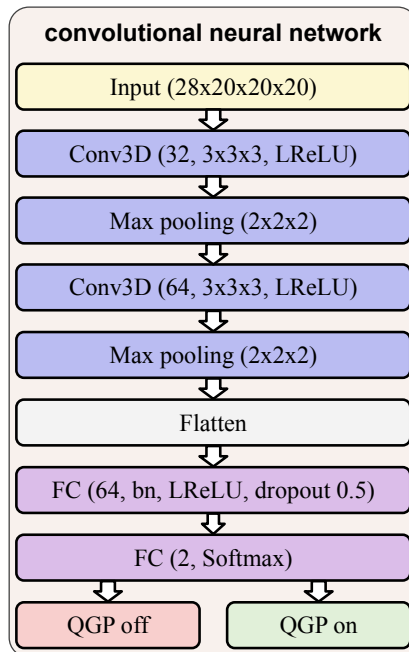 convolutional neural network
Input (28x20x20x20)
Conv3D (32, 3x3x3, LReLU)
Max pooling (2x2x2)
Conv3D (64, 3x3x3, LReLU)
Max pooling (2x2x2)
Flatten
FC (64, bn, LReLU, dropout 0.5)
FC (2, Softmax)
QGP off
QGP on